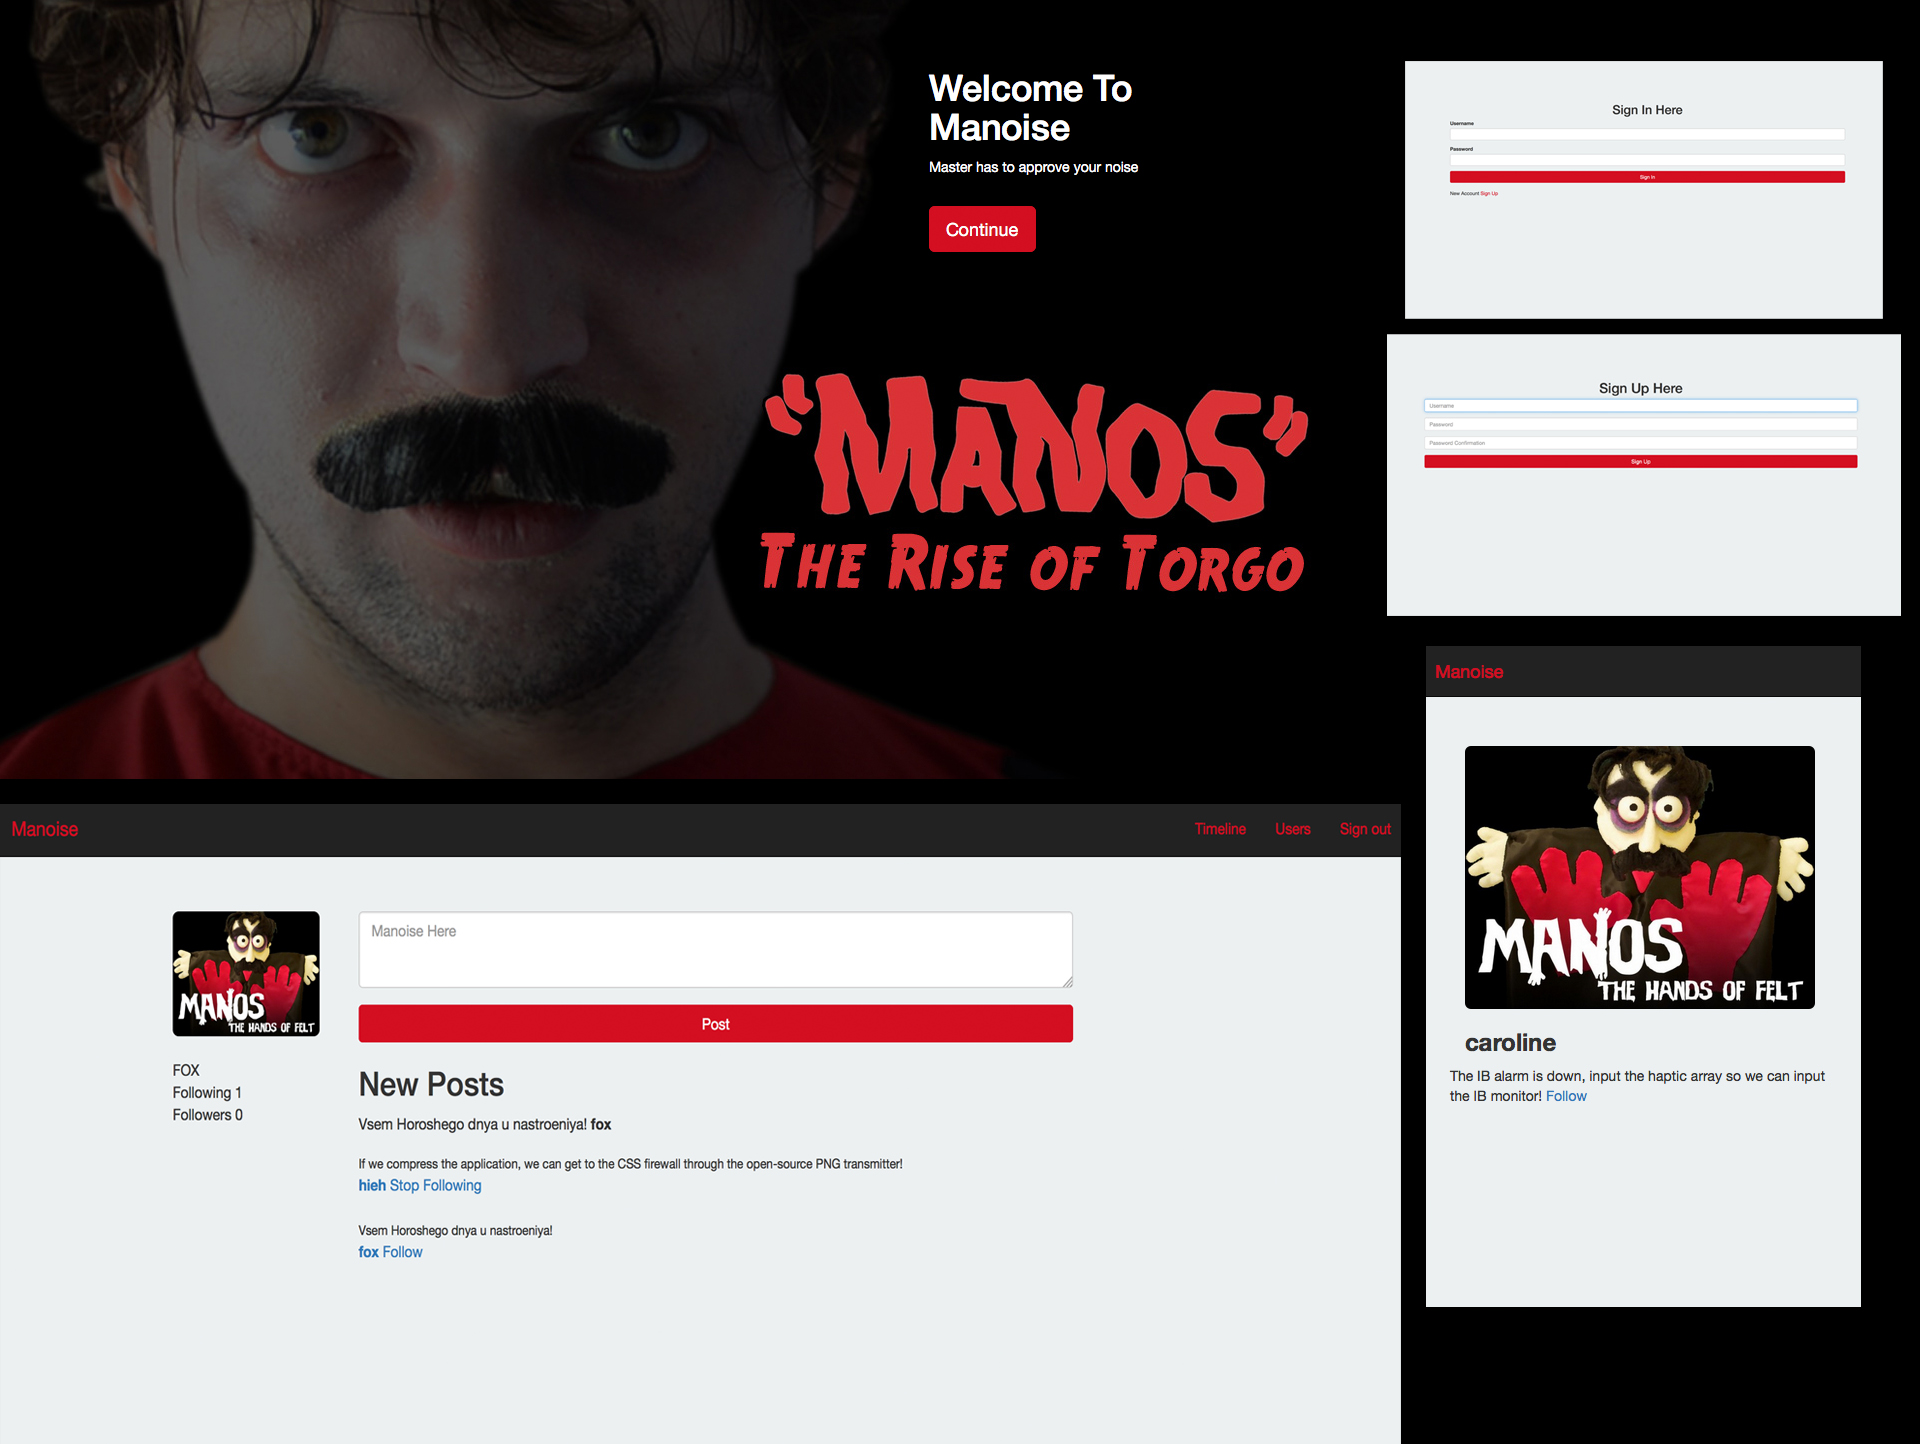 Welcome To
Manoise
Master has to approve your noise
Continue
“MANOS”
THE RISE OF TORGO
Sign In Here
Username
Password
Sign In
New Account Sign Up
Sign Up Here
Username
Password
Password Confirmation
Sign Up
Manoise
MANOS
THE HANDS OF FELT
caroline
The IB alarm is down, input the haptic array so we can input
the IB monitor! Follow
Manoise
Timeline
Users
Sign out
MANOS
THE HANDS OF FELT
FOX
Following 1
Followers 0
Manoise Here
Post
New Posts
Vsem Horoshego dnya u nastroeniya! fox
If we compress the application, we can get to the CSS firewall through the open-source PNG transmitter!
hieh Stop Following
Vsem Horoshego dnya u nastroeniya!
fox Follow